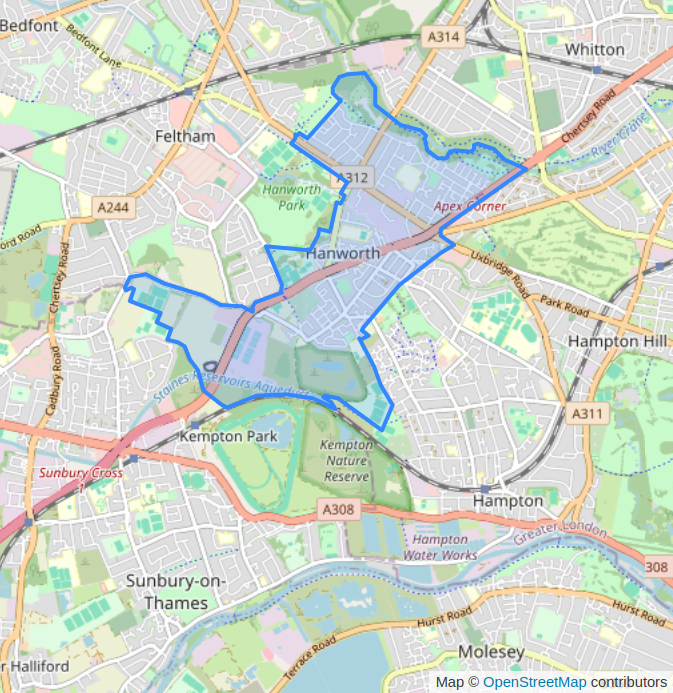 Bedfont
Bedfont Lane
A314
Whitton
Chertsey Road
River Crane
Feltham
A312
Hanworth
Park
A244
Apex Corner
ord Road
Chertsey Road
Hanworth
Uxbridge Road
Park Road
Hampton Hill
Cadbury Road
Staines Reservoirs Aqueduct
A311
Kempton Park
Kempton
Nature
Reserve
Sunbury Cross
Hampton
A308
Greater London
Hampton
Water Works
308
Sunbury-on-
Thames
Hurst Road
Hurst Road
Terrace Road
Molesey
r Halliford
Map © OpenStreetMap contributors